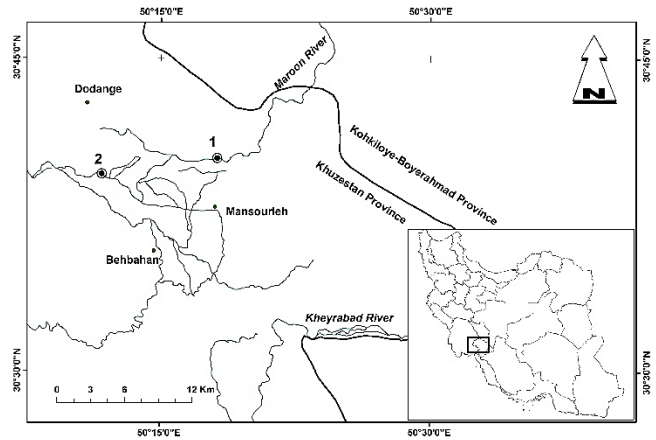 50°15'0"E
50°30'0"E
30°45'0"N
30°45'0"N
Maroon River
N
Dodange
1
Kohkiloye-Boyerahmad Province
2
Khuzestan Province
Mansourleh
Behbahan
Kheyrabad River
30°30'0"N
30°30'0"N
0 3 6 12 Km
50°15'0"E
50°30'0"E